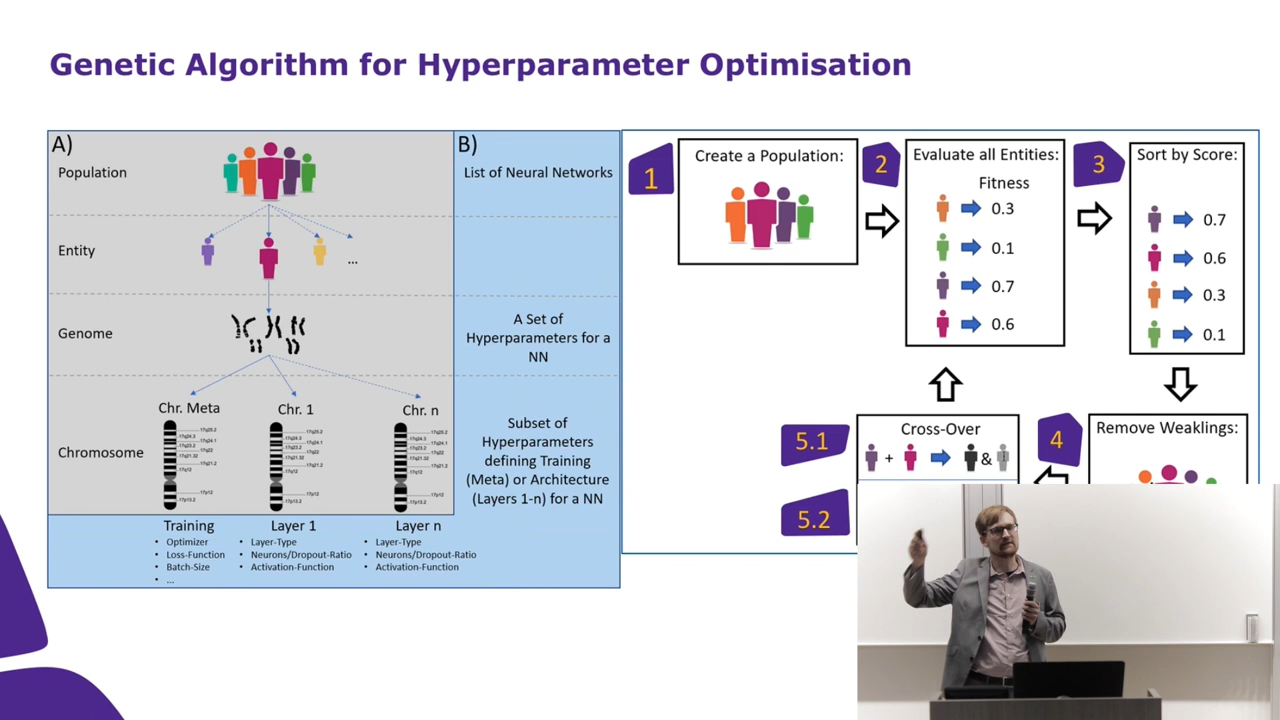 Genetic Algorithm for Hyperparameter Optimisation
A)
Population
Entity
...
Genome
Chromosome
Chr. Meta
Chr. 1
Chr. n
Training
• Optimizer
• Loss-Function
• Batch-Size
• ...
Layer 1
• Layer-Type
• Neurons/Dropout-Ratio
• Activation-Function
Layer n
• Layer-Type
• Neurons/Dropout-Ratio
• Activation-Function
B)
List of Neural Networks
A Set of
Hyperparameters for a
NN
Subset of
Hyperparameters
defining Training
(Meta) or Architecture
(Layers 1-n) for a NN
1
Create a Population:
2
Evaluate all Entities:
Fitness
0.3
0.1
0.7
0.6
3
Sort by Score:
0.7
0.6
0.3
0.1
4
Remove Weaklings:
5.1
Cross-Over
+
&
5.2